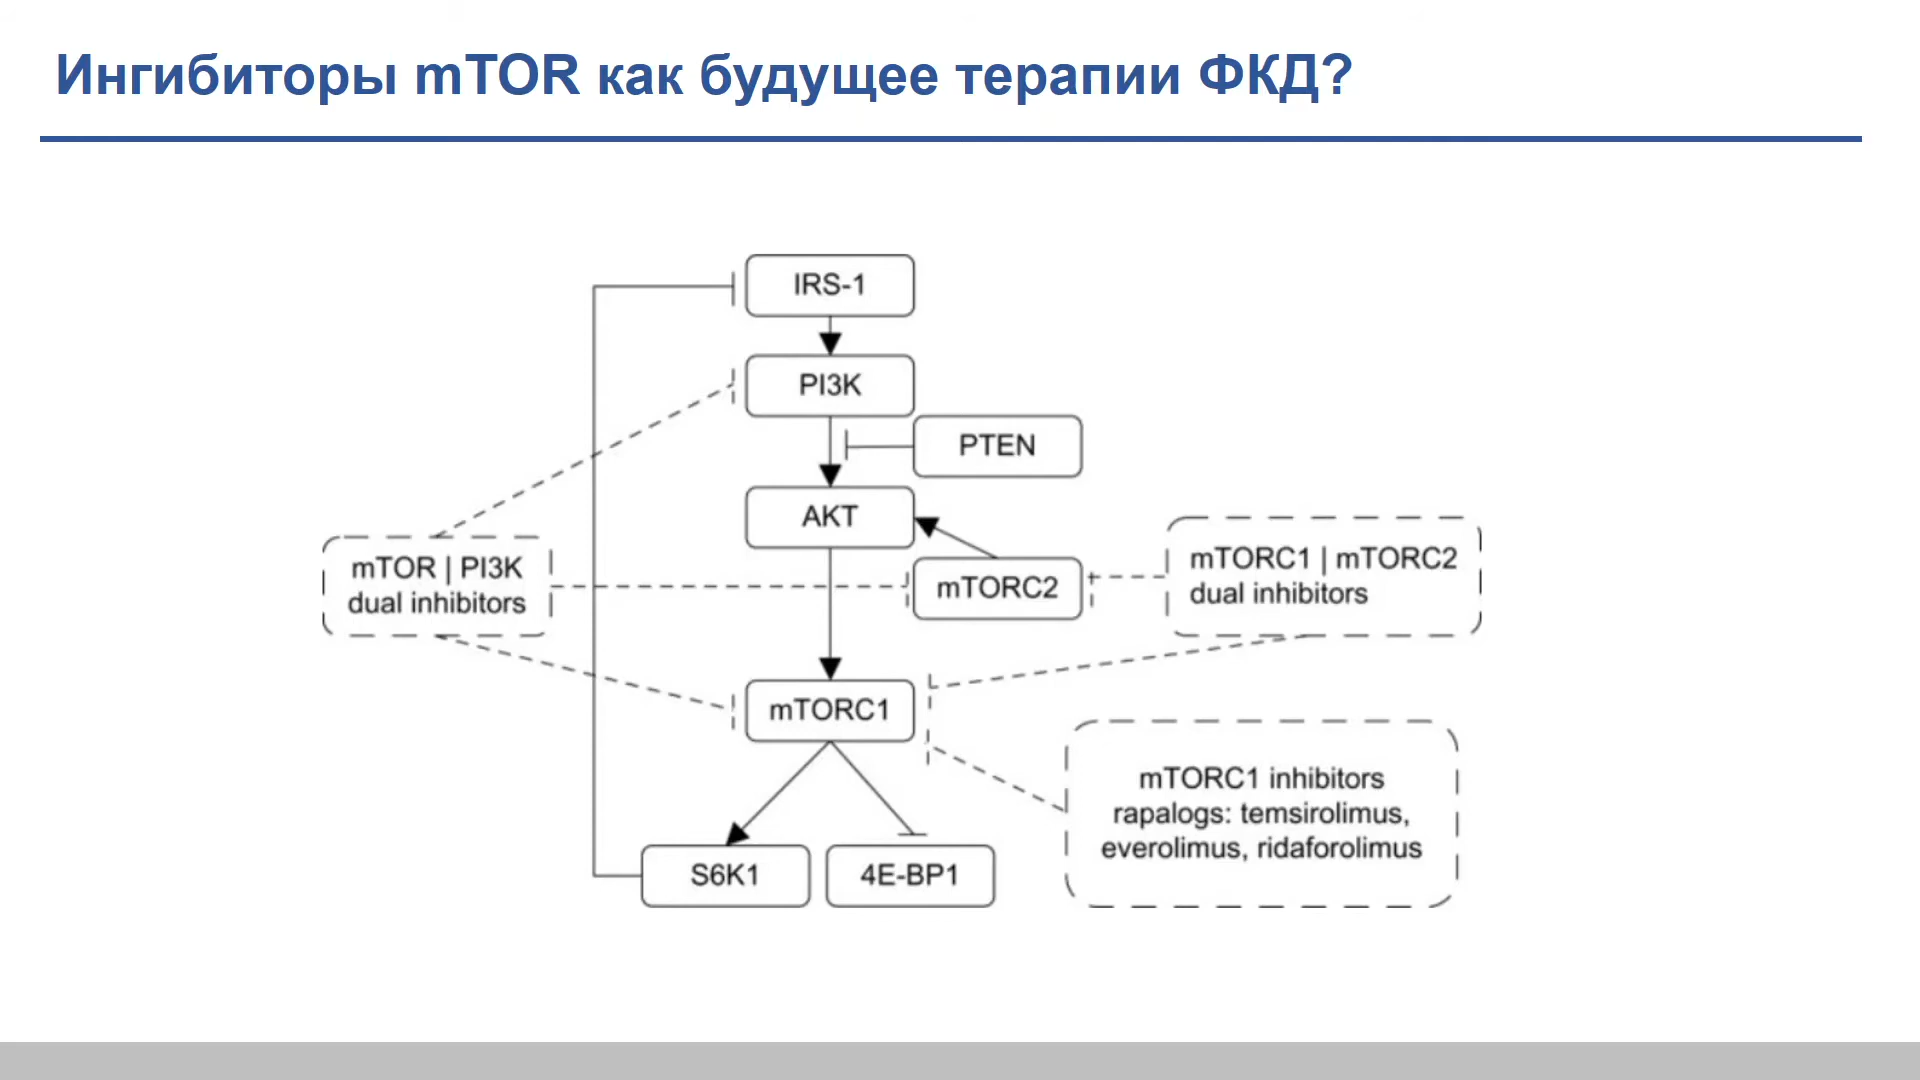 Ингибиторы mTOR как будущее терапии ФКД?
IRS-1
PI3K
PTEN
AKT
mTOR | PI3K
dual inhibitors
mTORC2
mTORC1 | mTORC2
dual inhibitors
mTORC1
mTORC1 inhibitors
rapalogs: temsirolimus,
everolimus, ridaforolimus
S6K1
4E-BP1